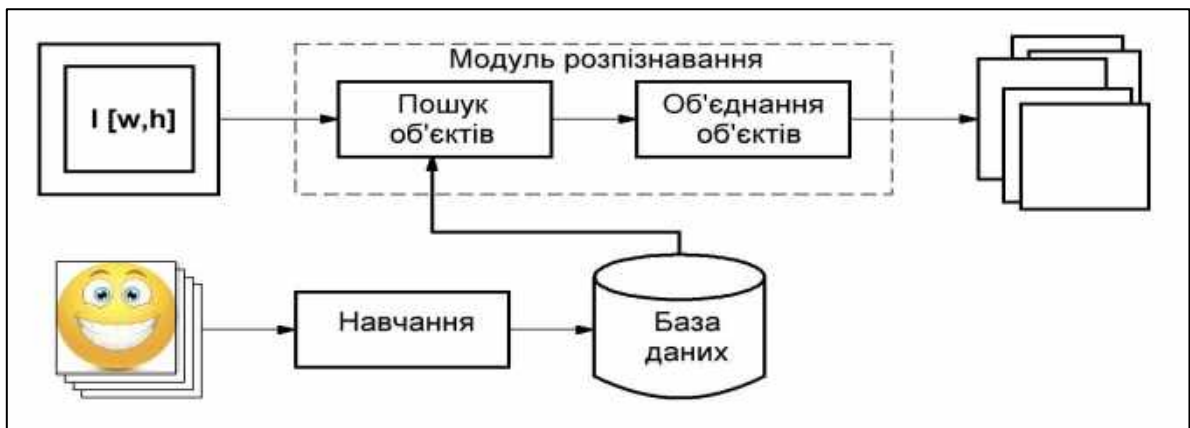 Модуль розпізнавання
I [w,h]
Пошук
об'єктів
Об'єднання
об'єктів
Навчання
База
даних